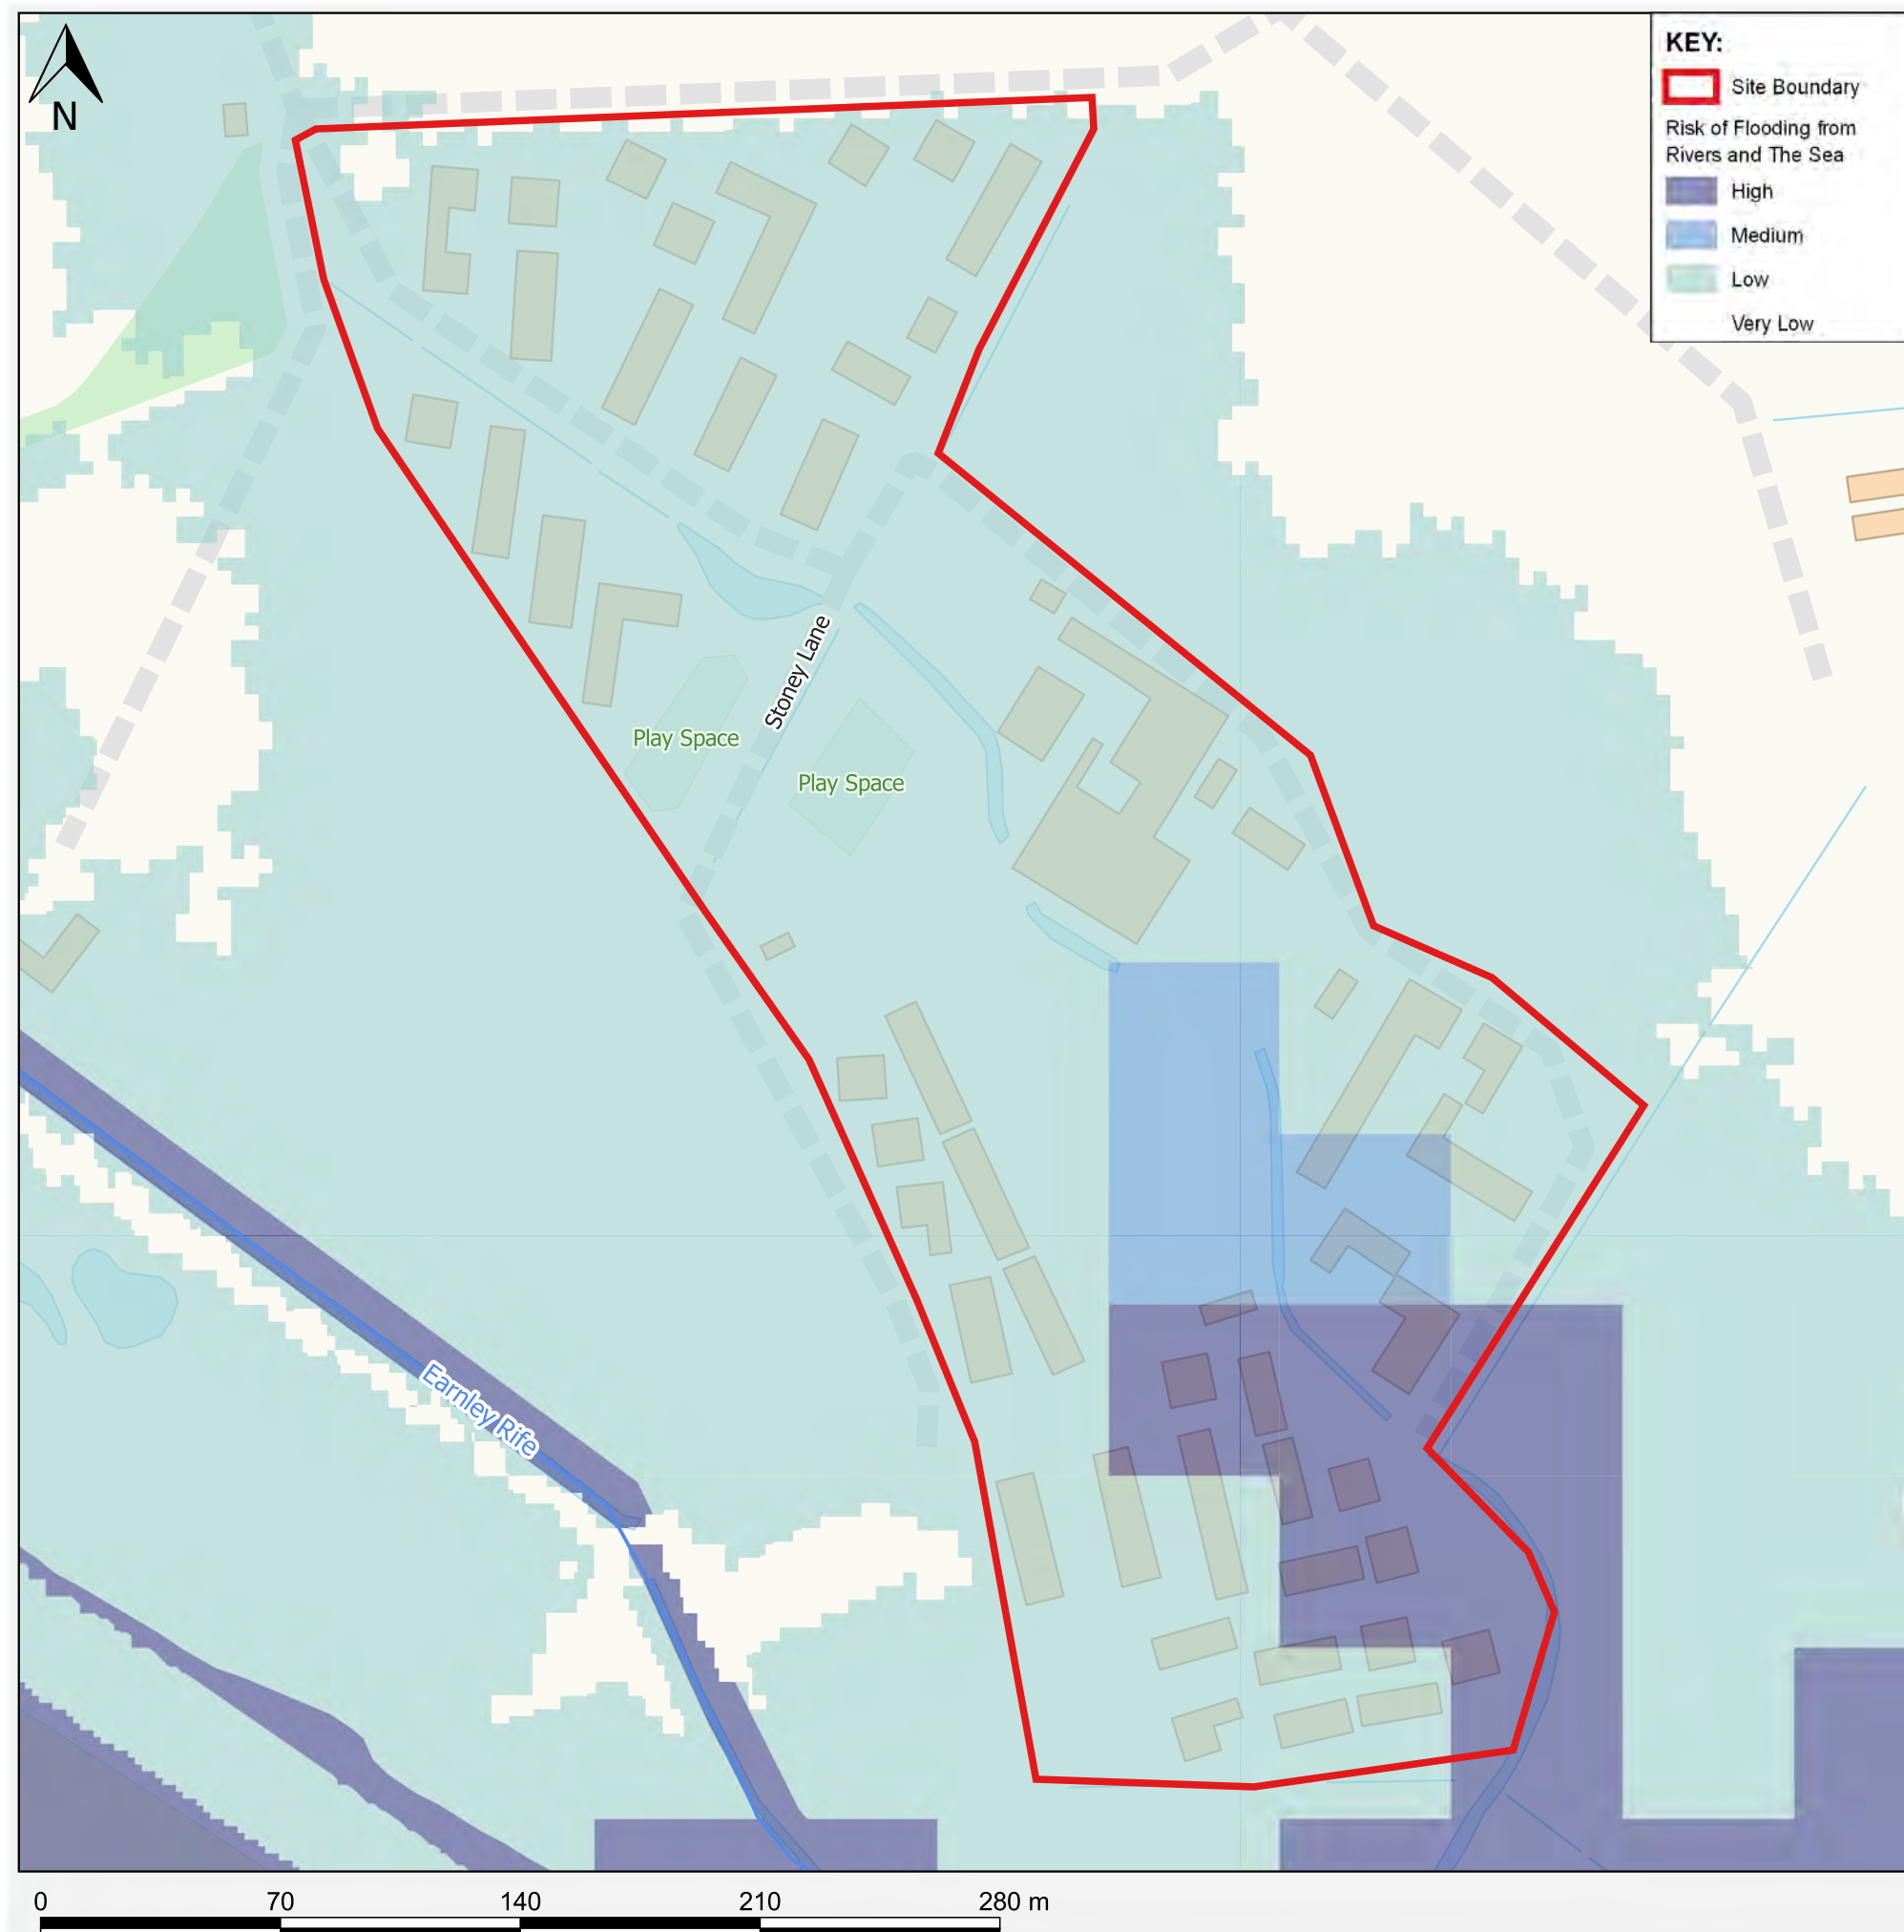 N
KEY:
Site Boundary
Risk of Flooding from
Rivers and The Sea
High
Medium
Low
Very Low
Stoney Lane
Play Space
Play Space
Earnley Rife
0 70 140 210 280 m